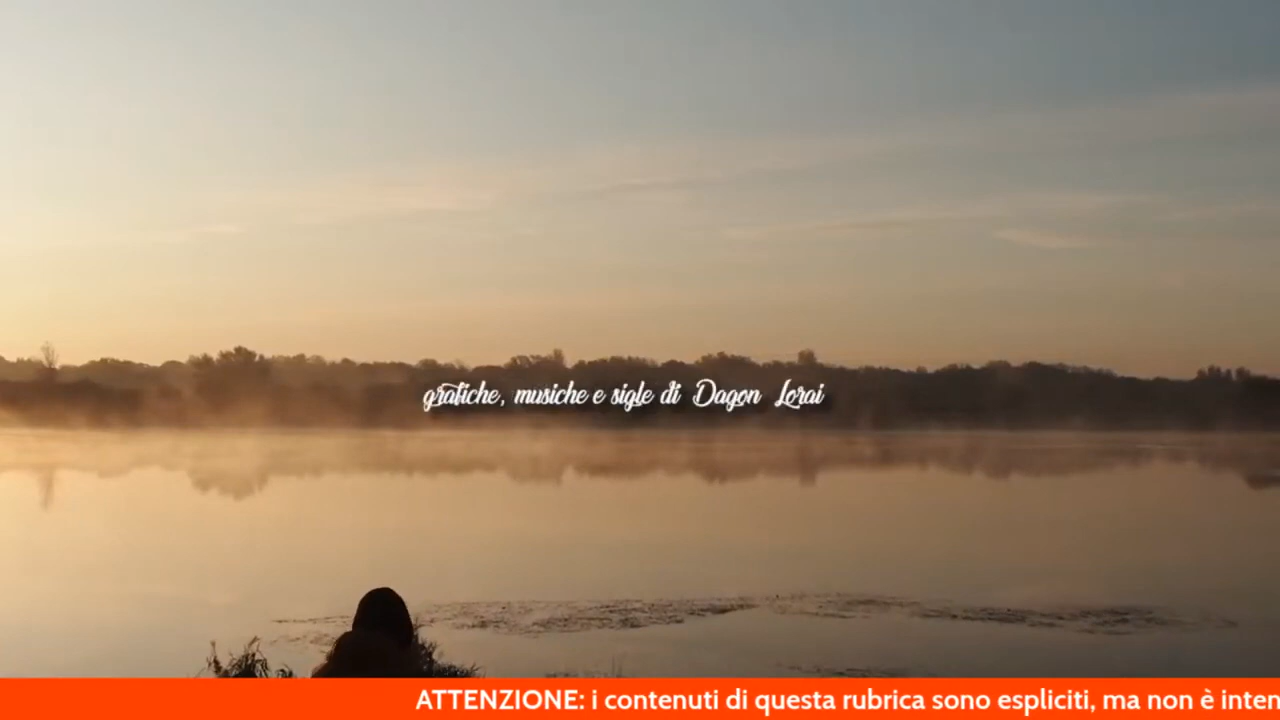 grafiche, musiche e sigle di Dagon Lorai
ATTENZIONE: i contenuti di questa rubrica sono espliciti, ma non è inten